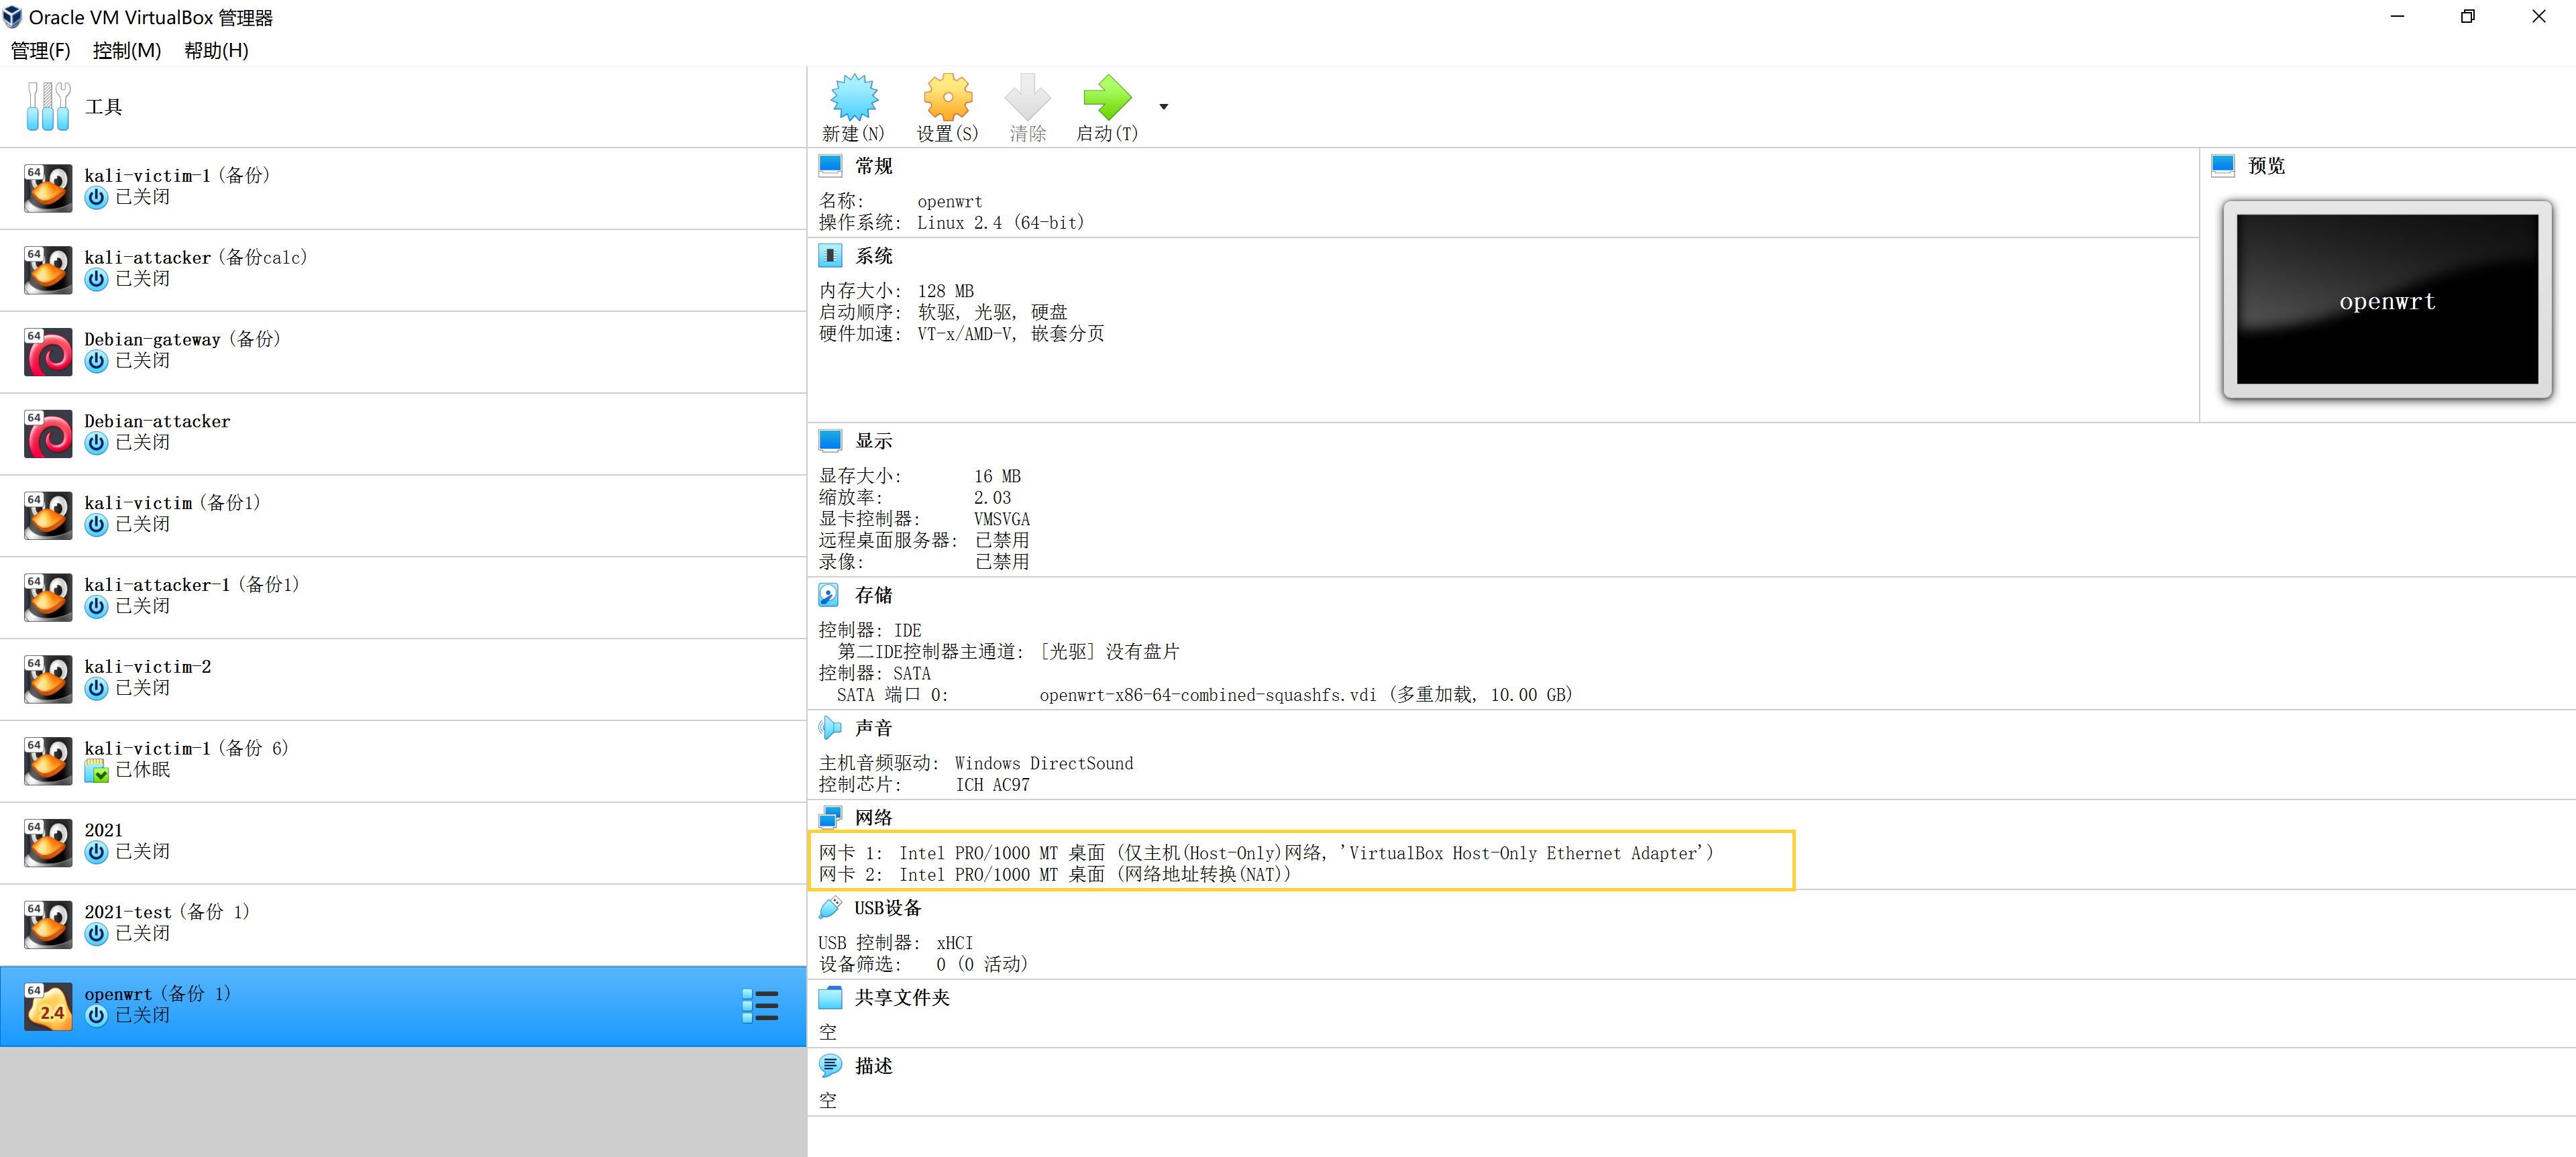 Oracle VM VirtualBox 管理器
管理(F) 控制(M) 帮助(H)
工具
新建(N) 设置(S) 清除 启动(T)
64
kali-victim-1 (备份)
已关闭
64
kali-attacker (备份calc)
已关闭
64
Debian-gateway (备份)
已关闭
64
Debian-attacker
已关闭
64
kali-victim (备份1)
已关闭
64
kali-attacker-1 (备份1)
已关闭
64
kali-victim-2
已关闭
64
kali-victim-1 (备份 6)
已休眠
64
2021
已关闭
64
2021-test (备份 1)
已关闭
64
2.4
openwrt (备份 1)
已关闭
常规
名称: openwrt
操作系统: Linux 2.4 (64-bit)
系统
内存大小: 128 MB
启动顺序: 软驱, 光驱, 硬盘
硬件加速: VT-x/AMD-V, 嵌套分页
预览
openwrt
显示
显存大小: 16 MB
缩放率: 2.03
显卡控制器: VMSVGA
远程桌面服务器: 已禁用
录像: 已禁用
存储
控制器: IDE
第二IDE控制器主通道: [光驱] 没有盘片
控制器: SATA
SATA 端口 0: openwrt-x86-64-combined-squashfs.vdi (多重加载, 10.00 GB)
声音
主机音频驱动: Windows DirectSound
控制芯片: ICH AC97
网络
网卡 1: Intel PRO/1000 MT 桌面 (仅主机(Host-Only)网络, 'VirtualBox Host-Only Ethernet Adapter')
网卡 2: Intel PRO/1000 MT 桌面 (网络地址转换(NAT))
USB设备
USB 控制器: xHCI
设备筛选: 0 (0 活动)
共享文件夹
空
描述
空